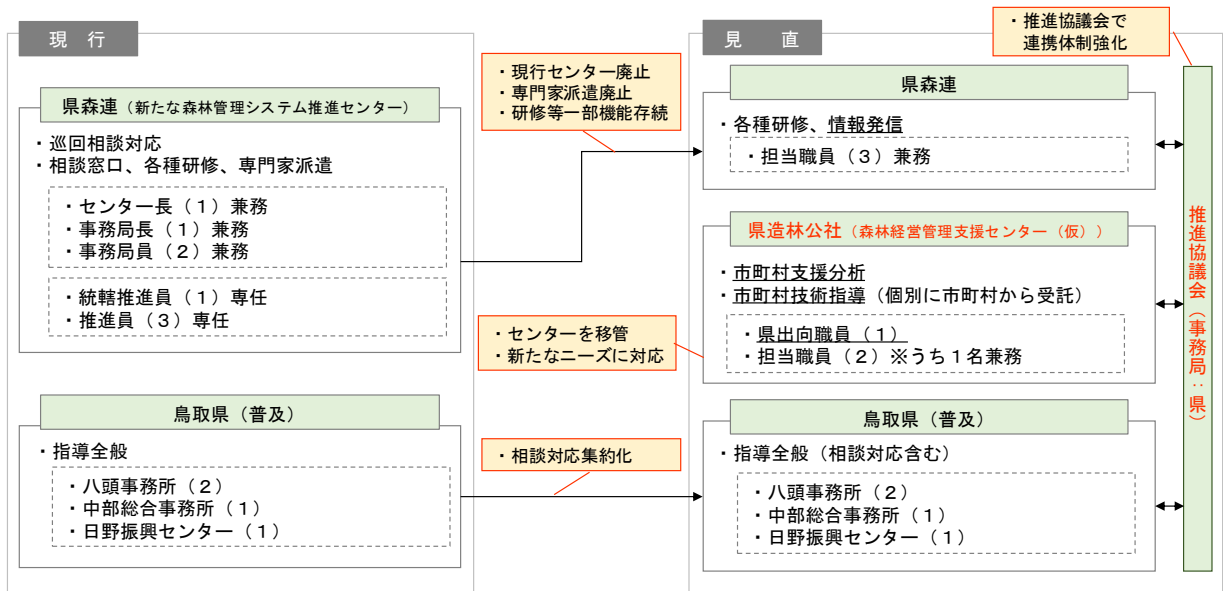 現 行
県森連（新たな森林管理システム推進センター）
・巡回相談対応
・相談窓口、各種研修、専門家派遣
・センター長（１）兼務
・事務局長（１）兼務
・事務局員（２）兼務
・統轄推進員（１）専任
・推進員（３）専任
鳥取県（普及）
・指導全般
・八頭事務所（２）
・中部総合事務所（１）
・日野振興センター（１）
・現行センター廃止
・専門家派遣廃止
・研修等一部機能存続
・センターを移管
・新たなニーズに対応
・相談対応集約化
見 直
・推進協議会で
連携体制強化
県森連
・各種研修、情報発信
・担当職員（３）兼務
県造林公社（森林経営管理支援センター（仮））
・市町村支援分析
・市町村技術指導（個別に市町村から受託）
・県出向職員（１）
・担当職員（２）※うち１名兼務
鳥取県（普及）
・指導全般（相談対応含む）
・八頭事務所（２）
・中部総合事務所（１）
・日野振興センター（１）
推進協議会（事務局：県）